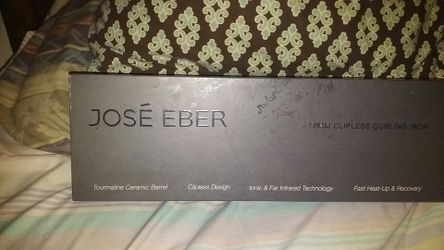 JOSÉ EBER
CLIPLESS CURLING IRON
Tourmaline Ceramic Barrel
Clipless Design
Ionic & Far Infrared Technology
Fast Heat-Up & Recovery